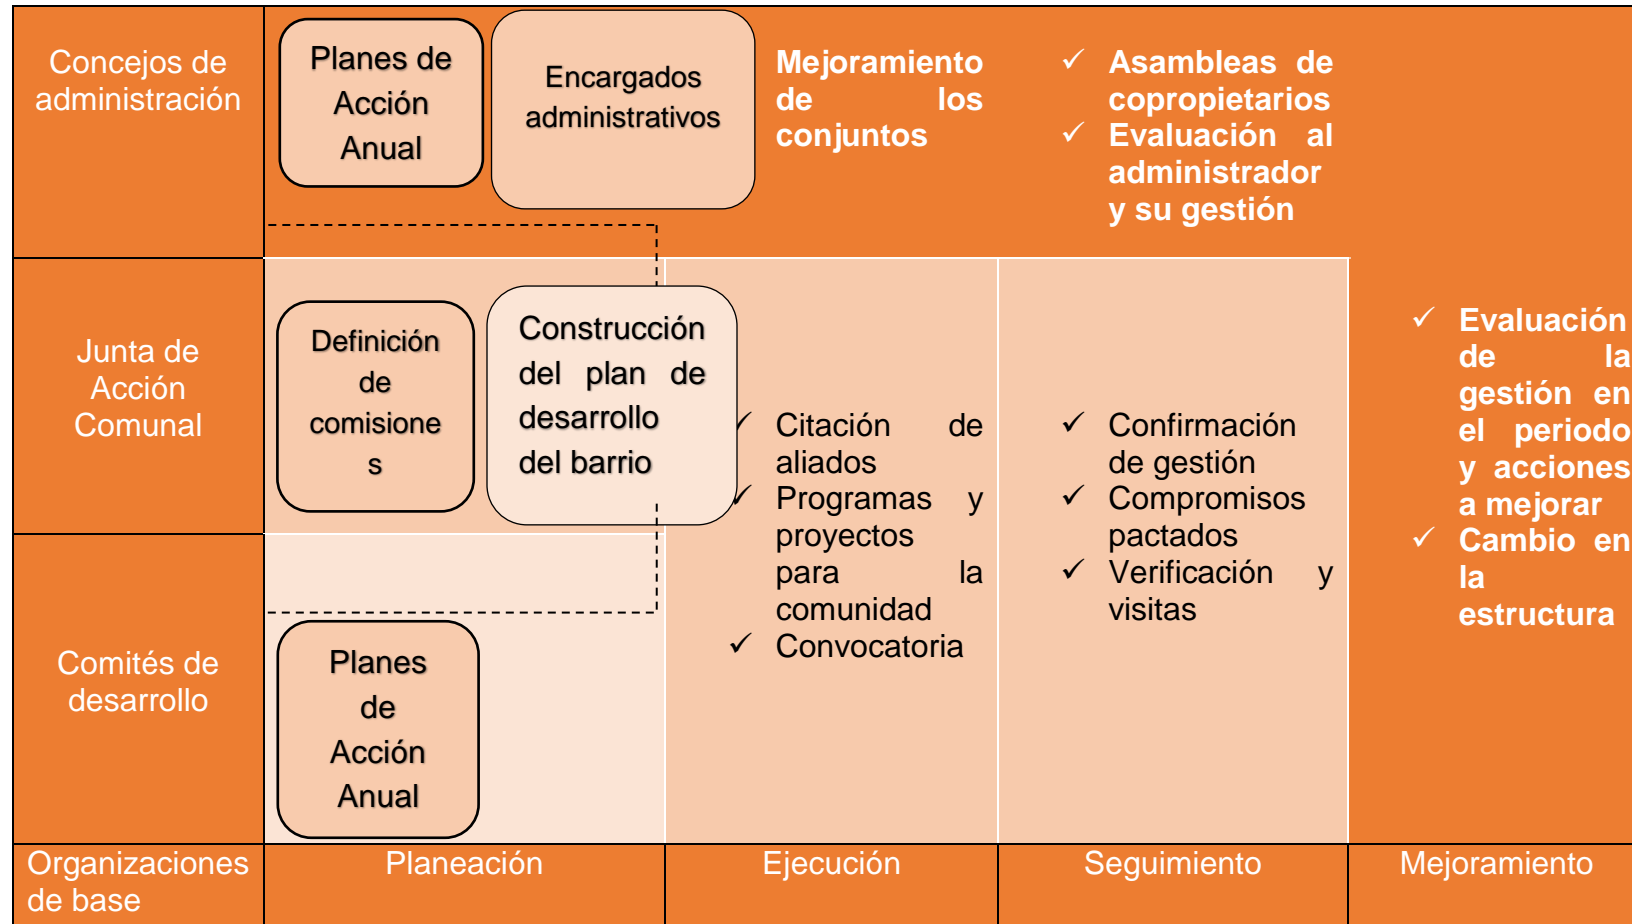 Concejos de
administración
Planes de
Acción
Anual
Encargados
administrativos
Mejoramiento
de los
conjuntos
✓ Asambleas de
copropietarios
✓ Evaluación al
administrador
y su gestión
Junta de
Acción
Comunal
Definición
de
comisione
s
Construcción
del plan de
desarrollo
del barrio
✓ Citación de
aliados
✓ Programas y
proyectos
para la
comunidad
✓ Convocatoria
✓ Confirmación
de gestión
✓ Compromisos
pactados
✓ Verificación y
visitas
✓ Evaluación
de la
gestión en
el periodo
y acciones
a mejorar
✓ Cambio en
la
estructura
Comités de
desarrollo
Planes
de
Acción
Anual
Organizaciones
de base
Planeación
Ejecución
Seguimiento
Mejoramiento